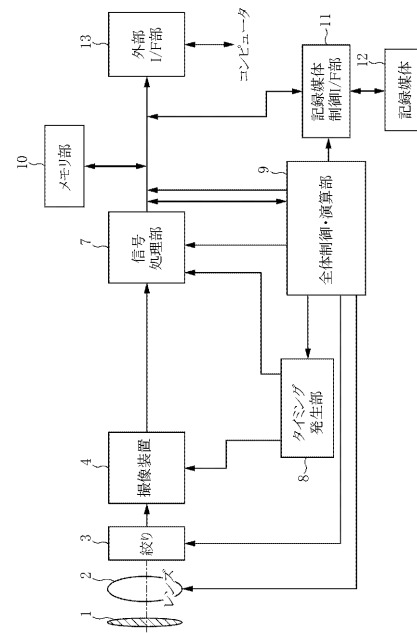 1
2
レンズ
3
絞り
4
撮像装置
7
信号
処理部
10
メモリ部
13
外部
I/F部
コンピュータ
8
タイミング
発生部
9
全体制御・演算部
11
記録媒体
制御I/F部
12
記録媒体